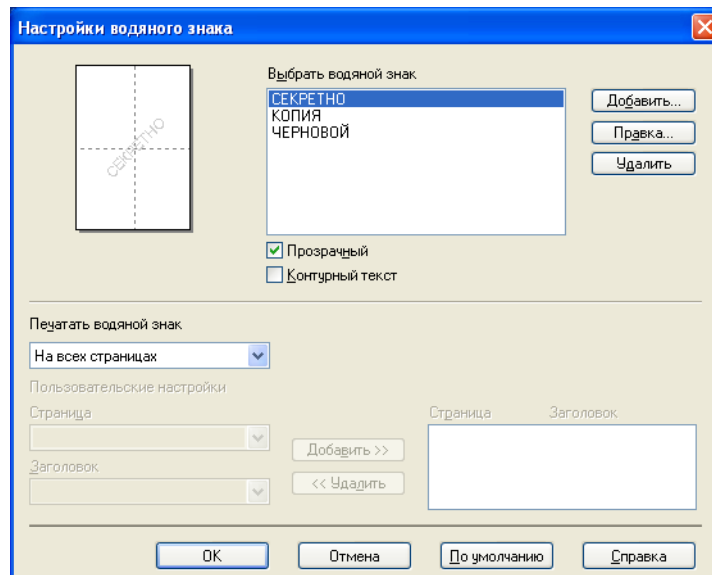 Настройки водяного знака
СЕКРЕТНО
Выбрать водяной знак
СЕКРЕТНО
КОПИЯ
ЧЕРНОВОЙ
Добавить...
Правка...
Удалить
Прозрачный
Контурный текст
Печатать водяной знак
На всех страницах
Пользовательские настройки
Страница
Заголовок
Добавить >>
<< Удалить
Страница Заголовок
OK Отмена По умолчанию Справка